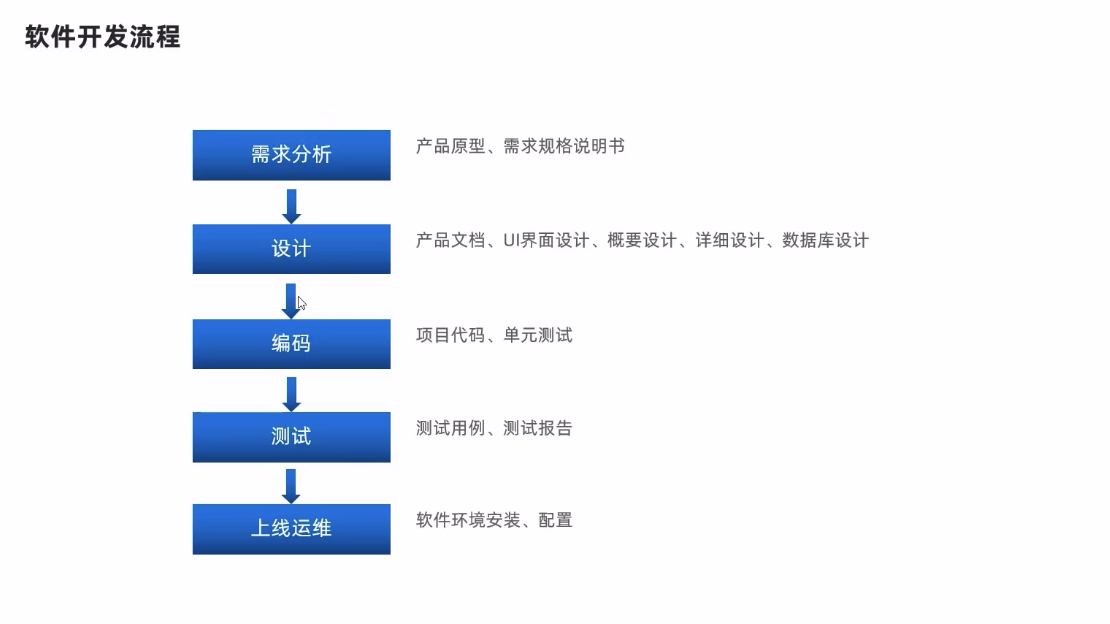 软件开发流程
需求分析
产品原型、需求规格说明书
设计
产品文档、UI界面设计、概要设计、详细设计、数据库设计
编码
项目代码、单元测试
测试
测试用例、测试报告
上线运维
软件环境安装、配置